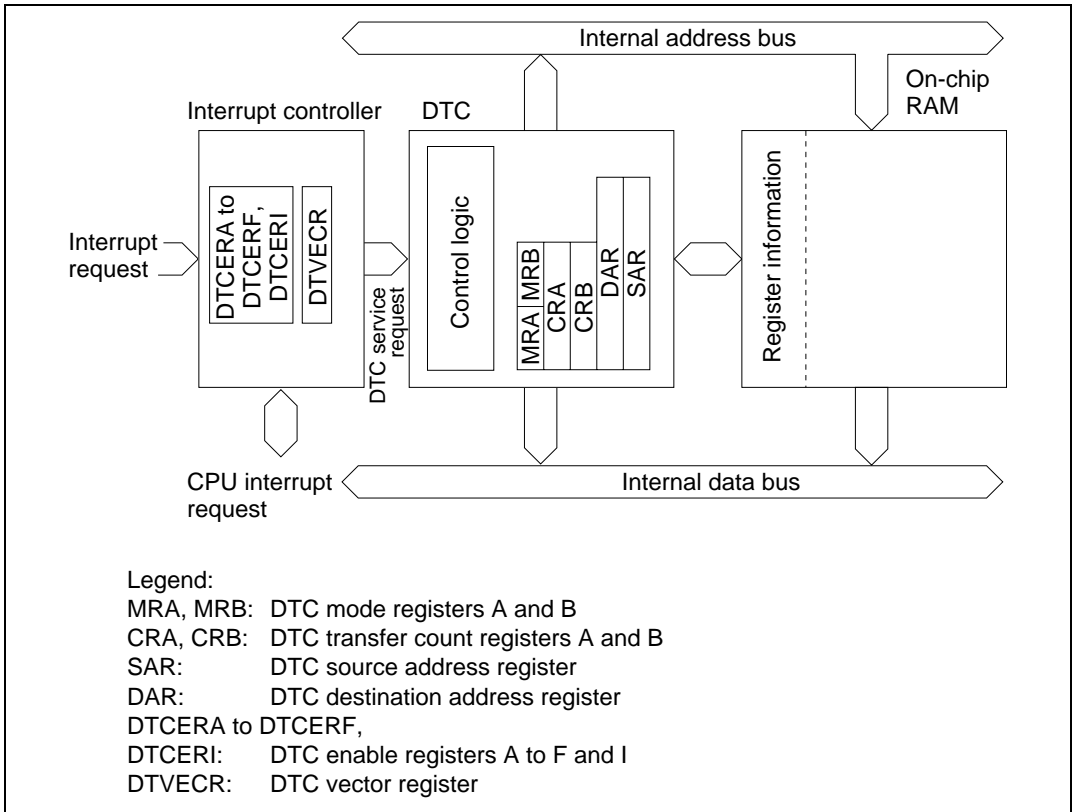 Internal address bus
On-chip
RAM
Interrupt controller
DTC
Interrupt
request
DTCERA to
DTCERF,
DTCERI
DTVECR
DTC service
request
Control logic
MRA
MRB
CRA
CRB
DAR
SAR
Register information
CPU interrupt
request
Internal data bus
Legend:
MRA, MRB: DTC mode registers A and B
CRA, CRB: DTC transfer count registers A and B
SAR: DTC source address register
DAR: DTC destination address register
DTCERA to DTCERF,
DTCERI: DTC enable registers A to F and I
DTVECR: DTC vector register